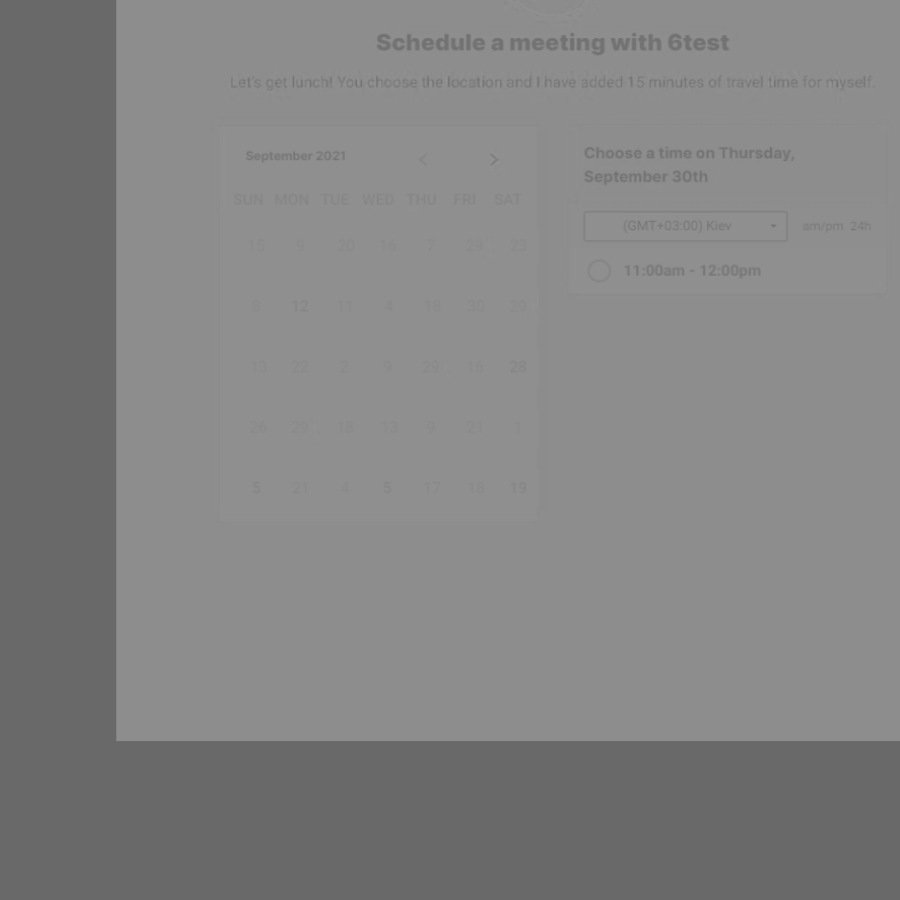 Schedule a meeting with 6test
Let's get lunch! You choose the location and I have added 15 minutes of travel time for myself.
September 2021
SUN MON TUE WED THU FRI SAT
15 9 20 16 7 29 23
8 12 11 4 18 30 29
13 22 2 9 29 16 28
26 29 18 13 9 21 1
5 21 4 5 17 18 19
Choose a time on Thursday,
September 30th
(GMT+03:00) Kiev am/pm 24h
11:00am - 12:00pm